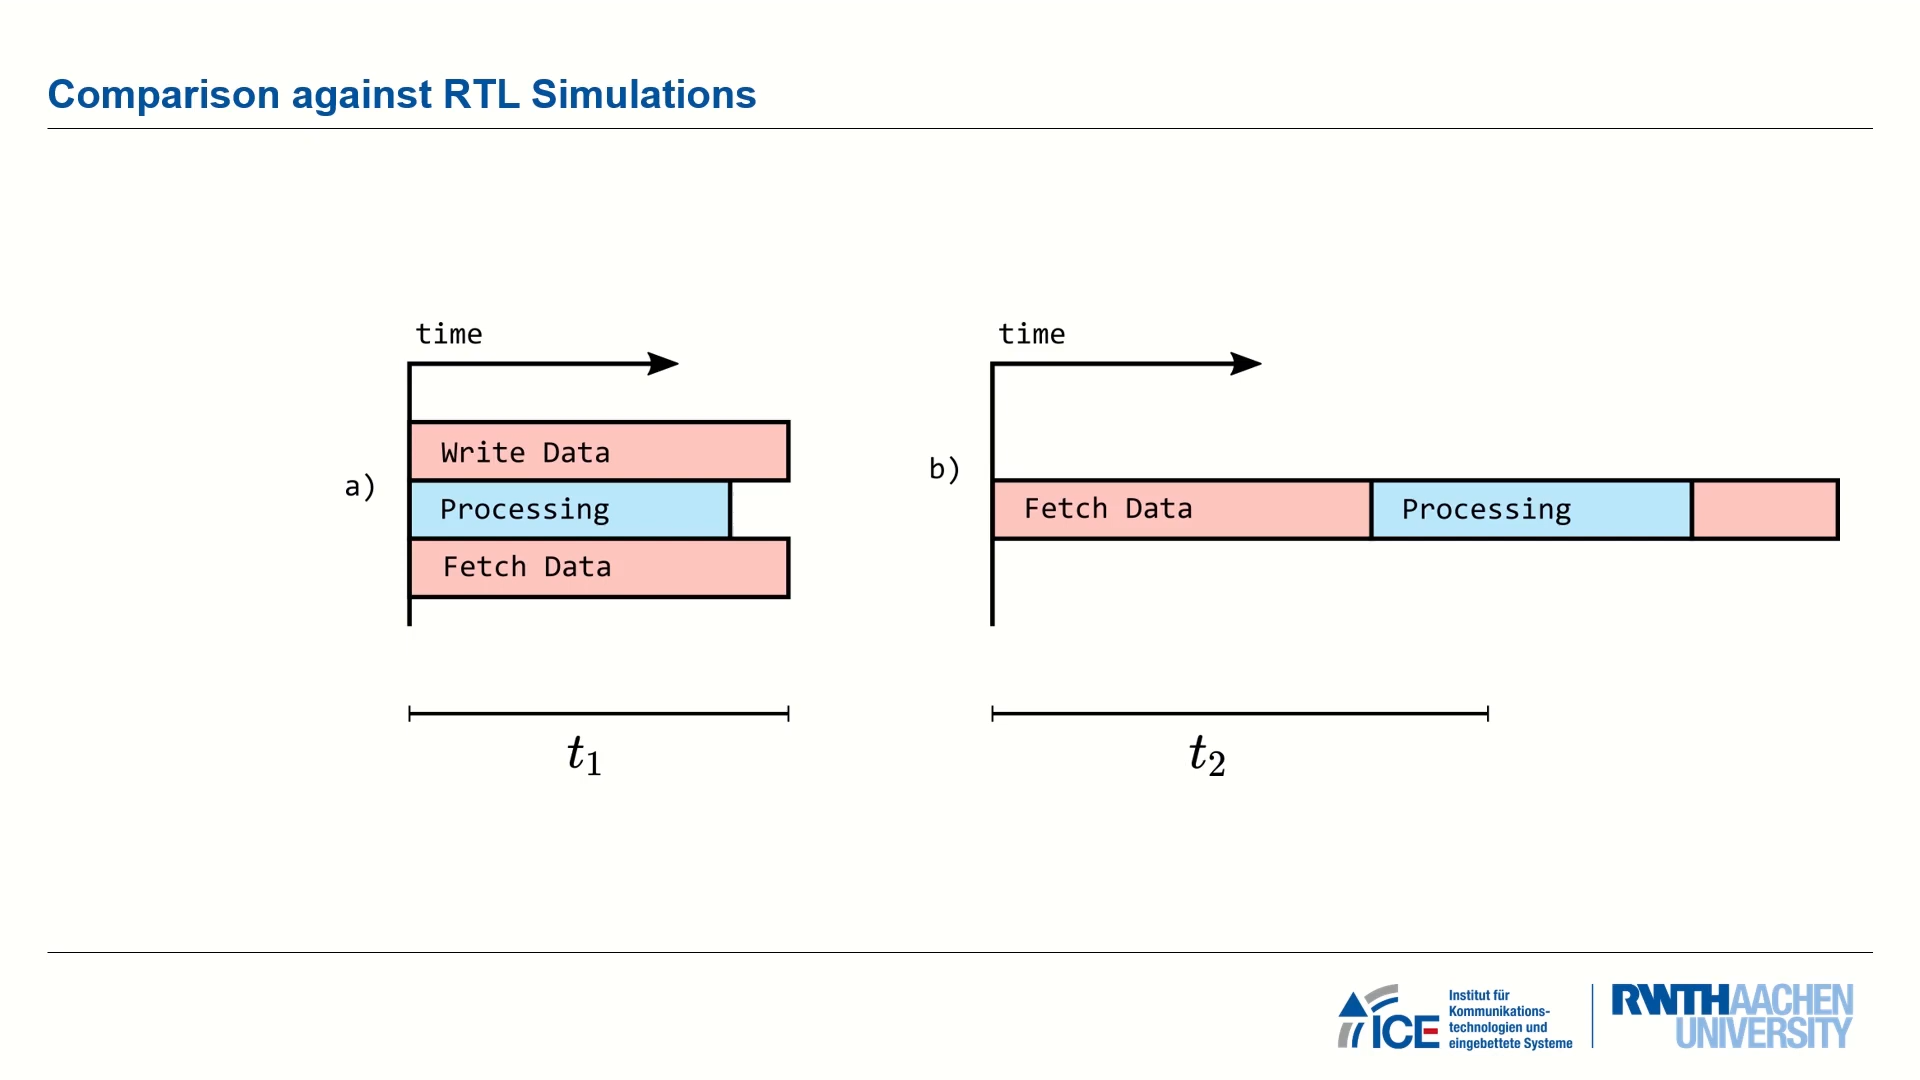 Comparison against RTL Simulations
time
a)
Write Data
Processing
Fetch Data
t1
time
b)
Fetch Data
Processing
t2
ICE
Institut für
Kommunikations-
technologien und
eingebettete Systeme
RWTHAACHEN
UNIVERSITY